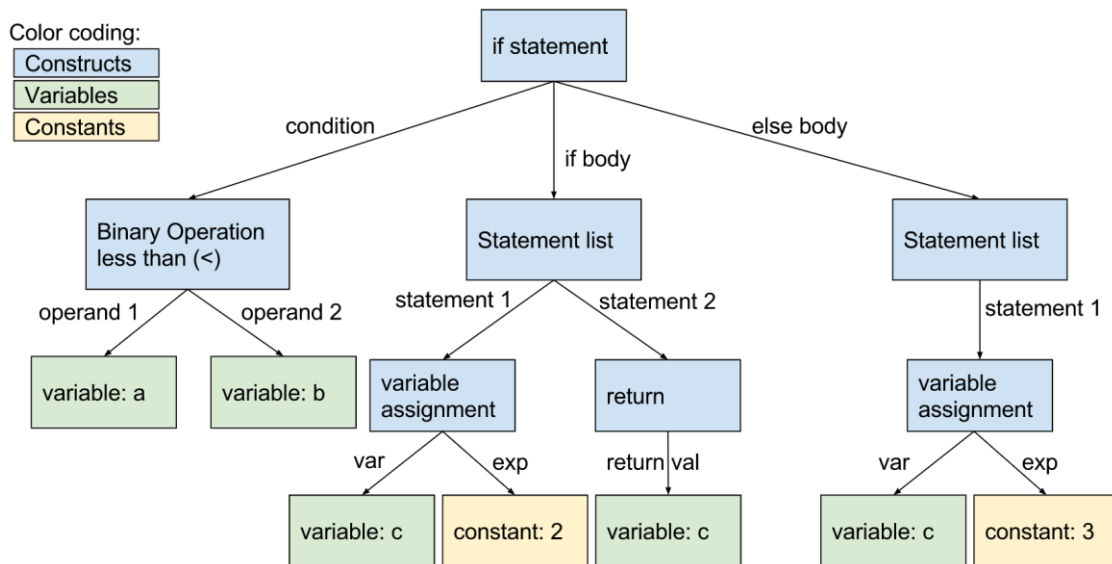 Color coding:
Constructs
Variables
Constants
if statement
condition
if body
else body
Binary Operation
less than (<)
Statement list
Statement list
operand 1
operand 2
statement 1
statement 2
statement 1
variable: a
variable: b
variable
assignment
return
variable
assignment
var
exp
return val
var
exp
variable: c
constant: 2
variable: c
variable: c
constant: 3